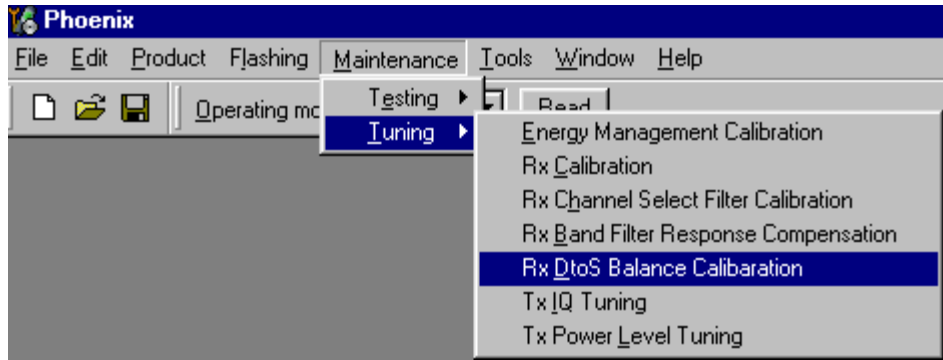 Phoenix
File Edit Product Flashing Maintenance Tools Window Help
Operating mo Read
Testing
Tuning
Energy Management Calibration
Rx Calibration
Rx Channel Select Filter Calibration
Rx Band Filter Response Compensation
Rx DtoS Balance Calibaration
Tx IQ Tuning
Tx Power Level Tuning